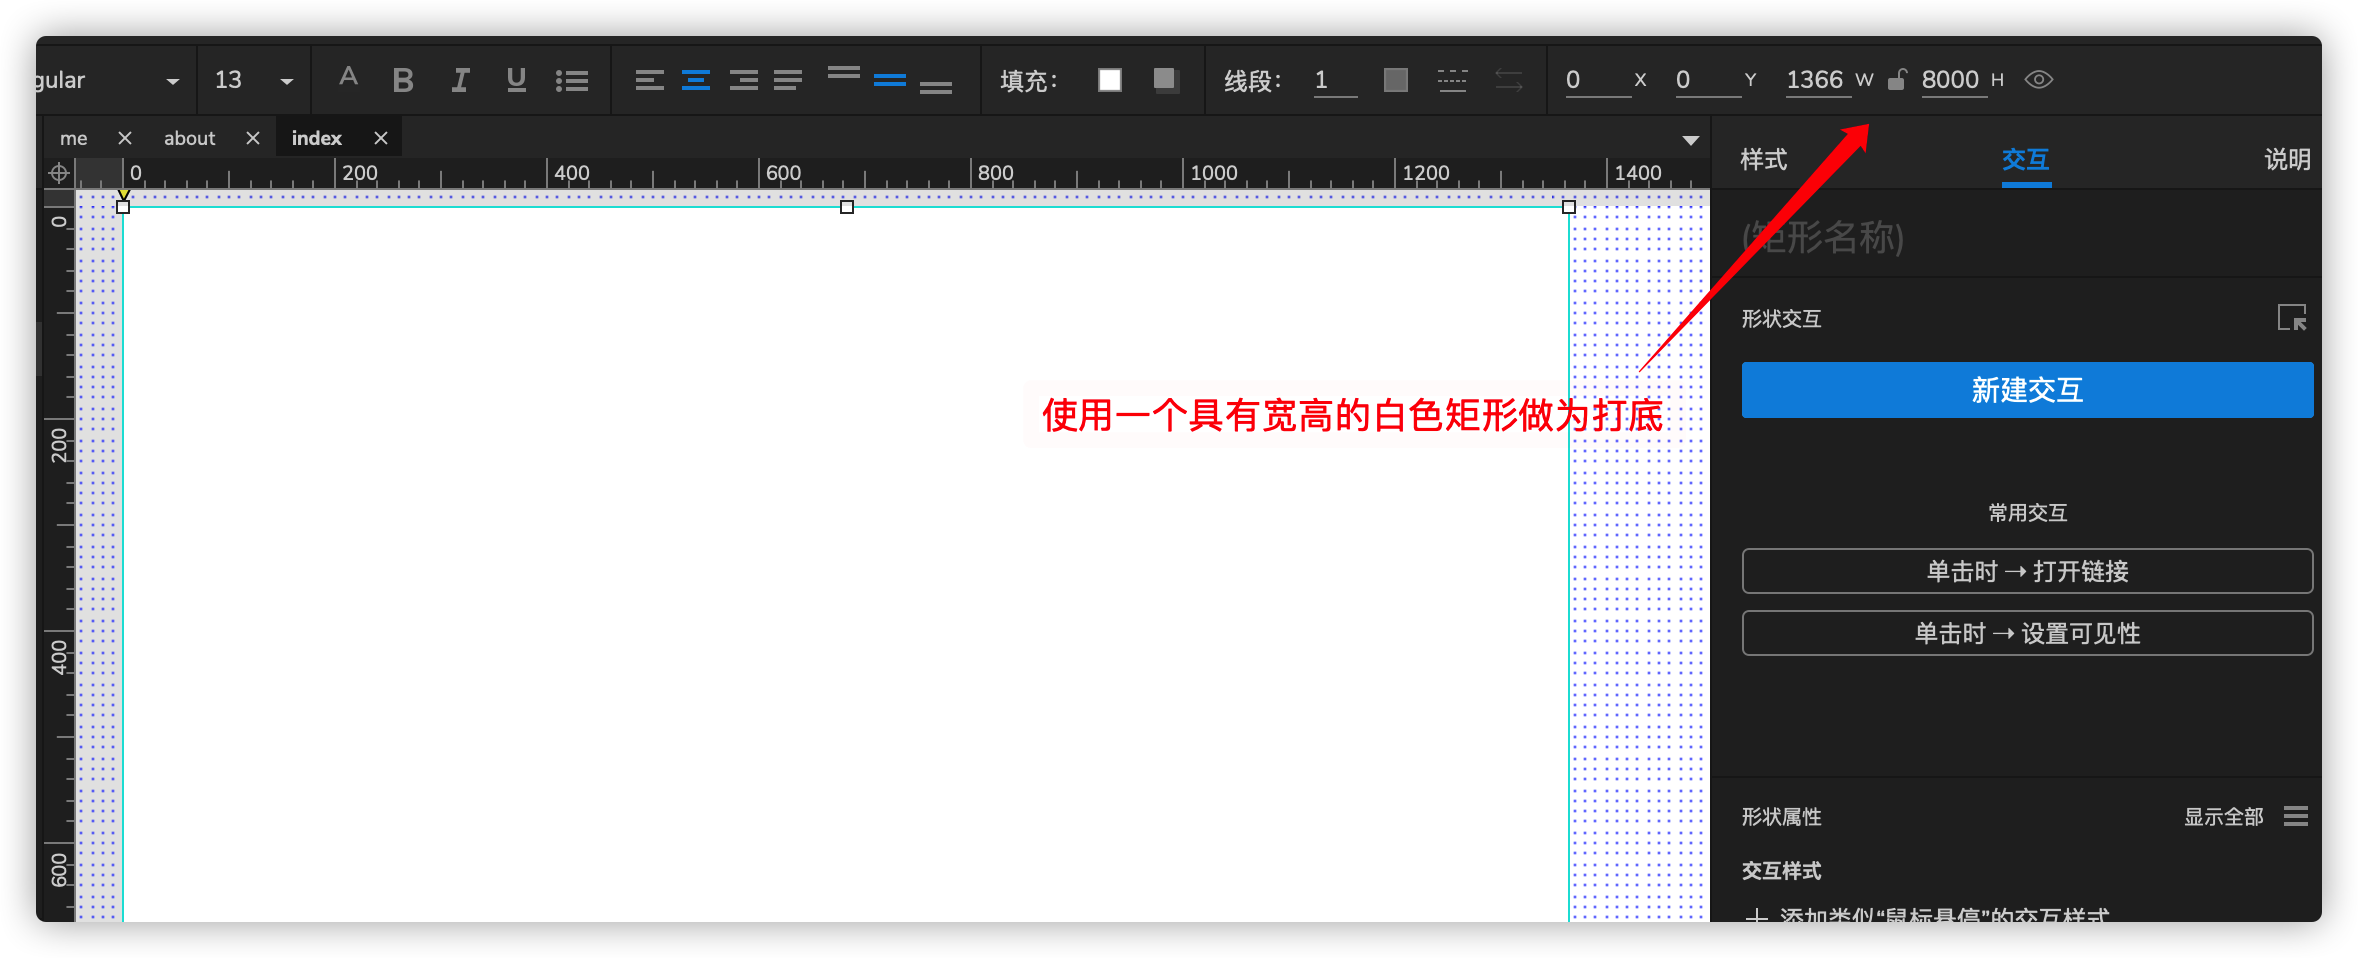 gular 13 A B I U 填充： 线段： 1 0 X 0 Y 1366 W 8000 H
me about index
样式 交互 说明
0 200 400 600 800 1000 1200 1400
0
200
400
600
(矩形名称)
形状交互
新建交互
使用一个具有宽高的白色矩形做为打底
常用交互
单击时 → 打开链接
单击时 → 设置可见性
形状属性 显示全部
交互样式
添加类似“鼠标悬停”的交互样式